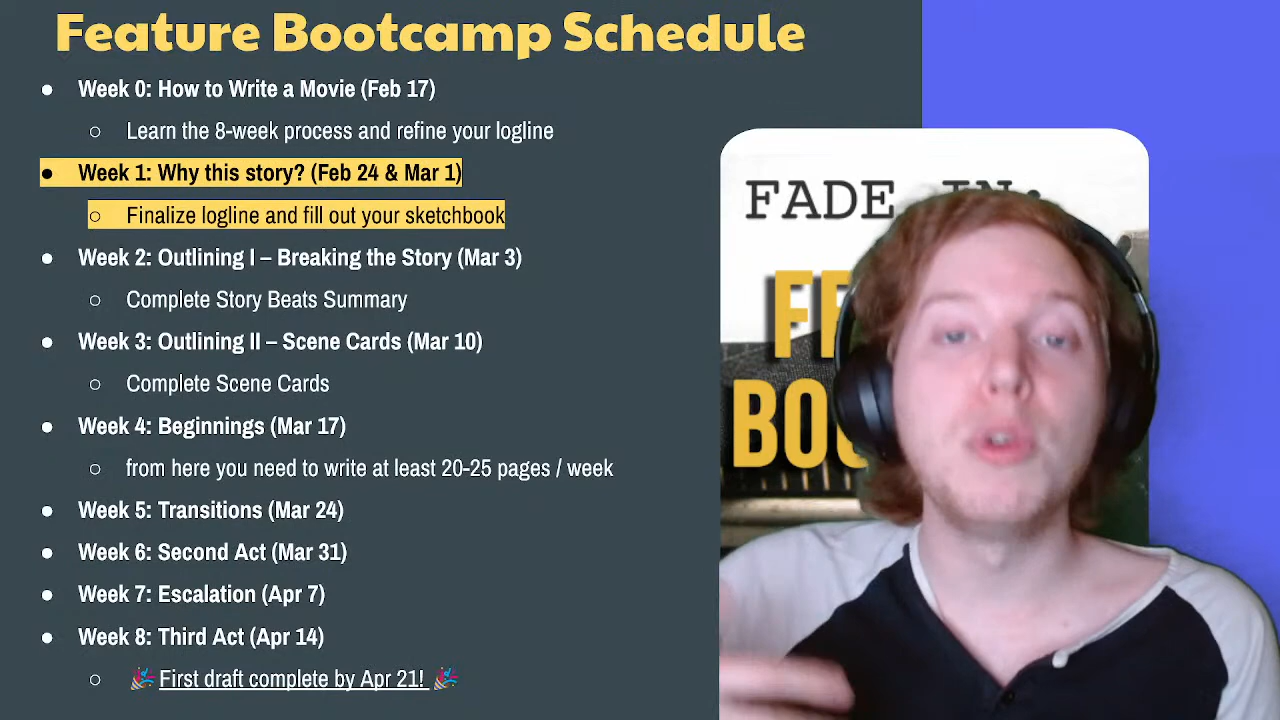 Feature Bootcamp Schedule
● Week 0: How to Write a Movie (Feb 17)
○ Learn the 8-week process and refine your logline
● Week 1: Why this story? (Feb 24 & Mar 1)
○ Finalize logline and fill out your sketchbook
● Week 2: Outlining I – Breaking the Story (Mar 3)
○ Complete Story Beats Summary
● Week 3: Outlining II – Scene Cards (Mar 10)
○ Complete Scene Cards
● Week 4: Beginnings (Mar 17)
○ from here you need to write at least 20-25 pages / week
● Week 5: Transitions (Mar 24)
● Week 6: Second Act (Mar 31)
● Week 7: Escalation (Apr 7)
● Week 8: Third Act (Apr 14)
○ 🎉 First draft complete by Apr 21! 🎉
FADE IN: